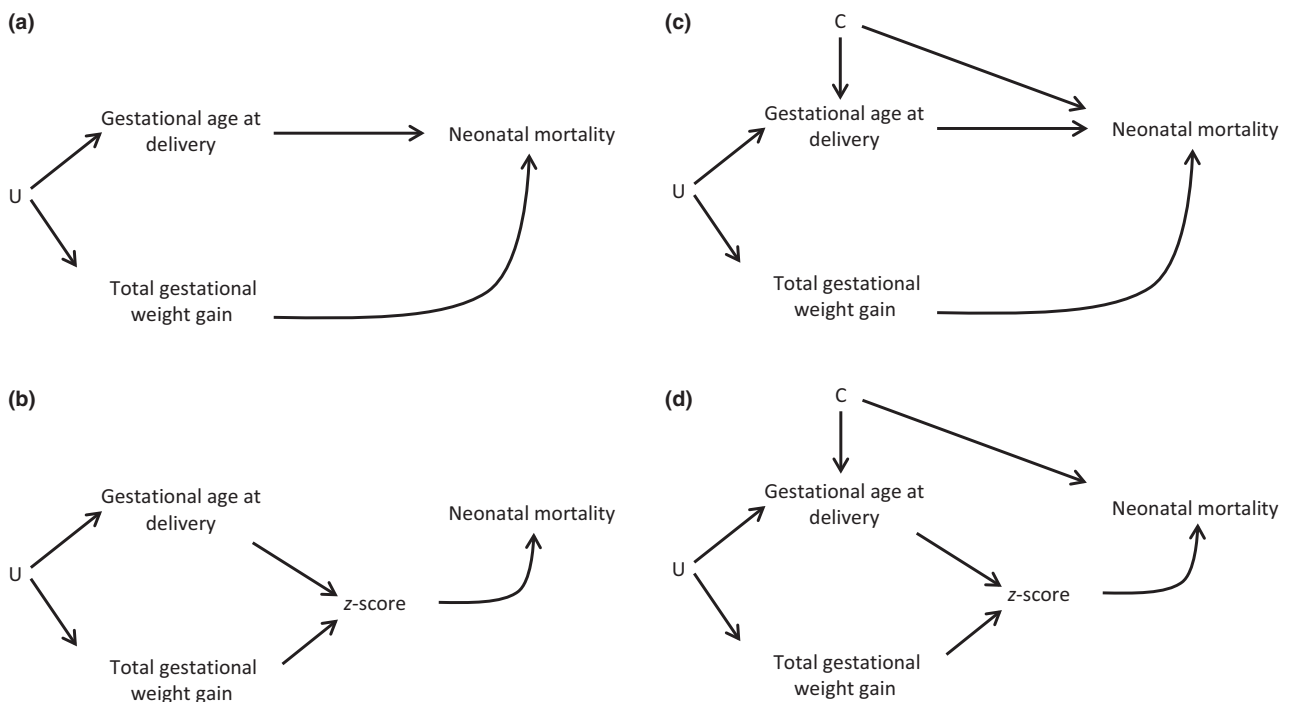 (a)
Gestational age at
delivery
Neonatal mortality
U
Total gestational
weight gain
(c)
C
Gestational age at
delivery
Neonatal mortality
U
Total gestational
weight gain
(b)
Gestational age at
delivery
Neonatal mortality
U
z-score
Total gestational
weight gain
(d)
C
Gestational age at
delivery
Neonatal mortality
U
z-score
Total gestational
weight gain